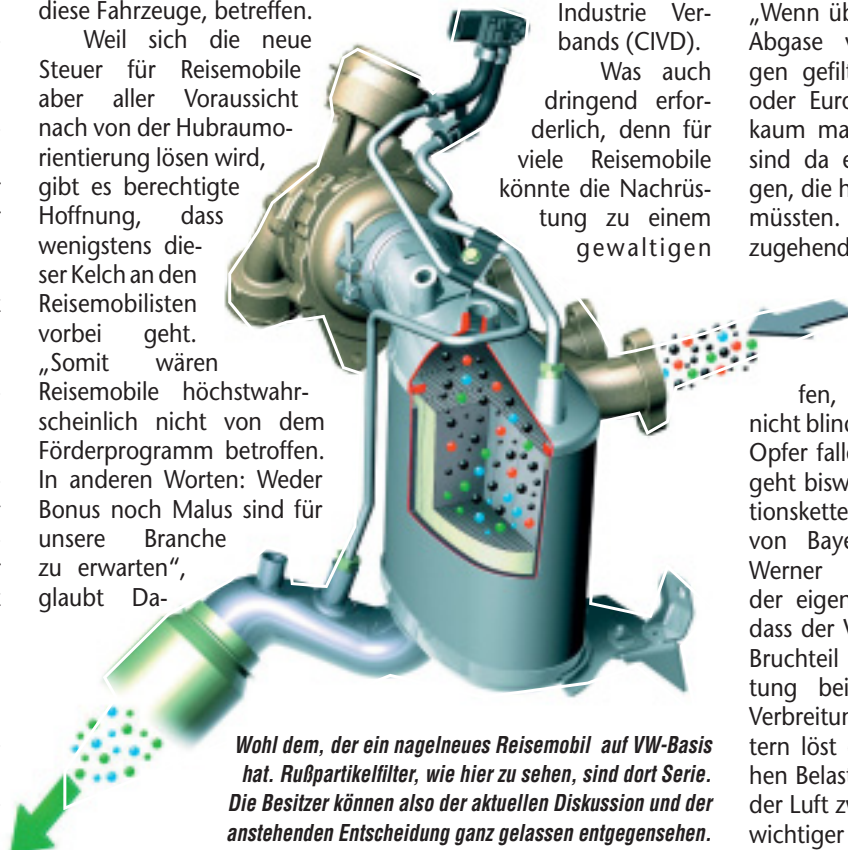 diese Fahrzeuge, betreffen.
Weil sich die neue
Steuer für Reisemobile
aber aller Voraussicht
nach von der Hubraumo-
rientierung lösen wird,
gibt es berechtigte
Hoffnung, dass
wenigstens die-
ser Kelch an den
Reisemobilisten
vorbei geht.
„Somit wären
Reisemobile höchstwahr-
scheinlich nicht von dem
Förderprogramm betroffen.
In anderen Worten: Weder
Bonus noch Malus sind für
unsere Branche
zu erwarten“,
glaubt Da-
Industrie Ver-
bands (CIVD).
Was auch
dringend erfor-
derlich, denn für
viele Reisemobile
könnte die Nachrüs-
tung zu einem
gewaltigen
„Wenn üb
Abgase v
gen gefilt
oder Euro
kaum ma
sind da e
gen, die h
müssten.
zugehend
fen,
nicht blind
Opfer falle
geht bisw
tionskette
von Baye
Werner
der eigen
dass der V
Bruchteil
tung bei
Verbreitun
tern löst
hen Belast
der Luft zv
wichtiger
Wohl dem, der ein nagelneues Reisemobil auf VW-Basis
hat. Rußpartikelfilter, wie hier zu sehen, sind dort Serie.
Die Besitzer können also der aktuellen Diskussion und der
anstehenden Entscheidung ganz gelassen entgegensehen.